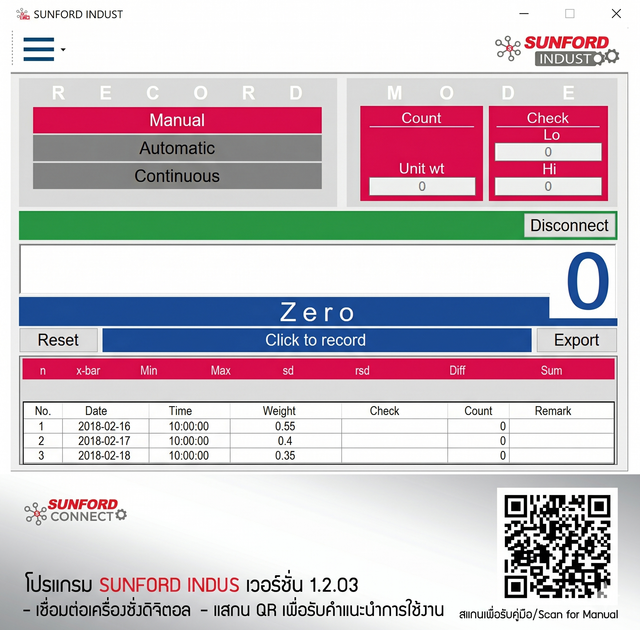 SUNFORD INDUST
SUNFORD
INDUST
RECORD
Manual
Automatic
Continuous
MODE
Count
Unit wt
0
Check
Lo
0
Hi
0
Disconnect
0
Zero
Reset
Click to record
Export
n x-bar Min Max sd rsd Diff Sum
No. Date Time Weight Check Count Remark
1 2018-02-16 10:00:00 0.55 0
2 2018-02-17 10:00:00 0.4 0
3 2018-02-18 10:00:00 0.35 0
SUNFORD
CONNECT
โปรแกรม SUNFORD INDUS เวอร์ชั่น 1.2.03
- เชื่อมต่อเครื่องชั่งดิจิตอล - แสกน QR เพื่อรับคำแนะนำการใช้งาน
สแกนเพื่อรับคู่มือ/Scan for Manual